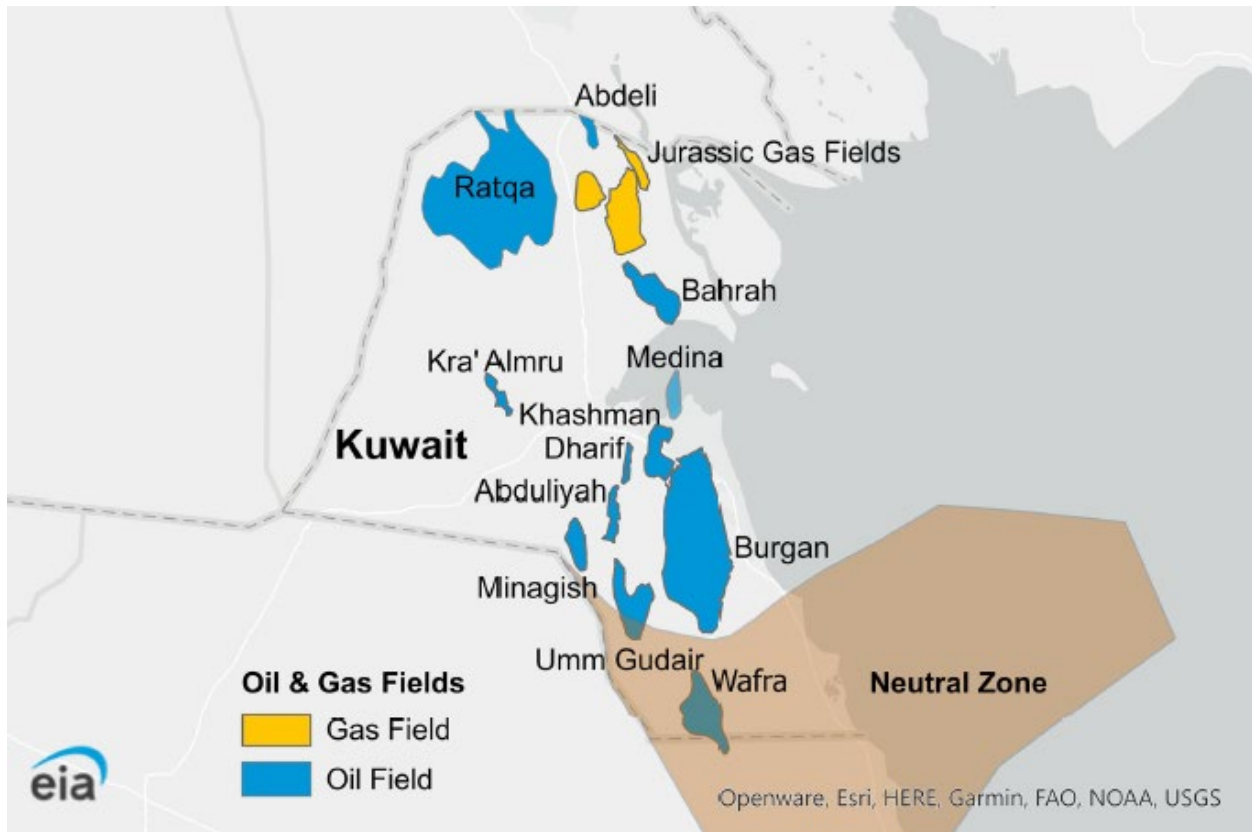 Abdeli
Jurassic Gas Fields
Ratqa
Bahrah
Kra' Almru
Medina
Khashman
Kuwait
Dharif
Abduliyah
Burgan
Minagish
Umm Gudair
Wafra
Neutral Zone
Oil & Gas Fields
Gas Field
Oil Field
eia
Openware, Esri, HERE, Garmin, FAO, NOAA, USGS